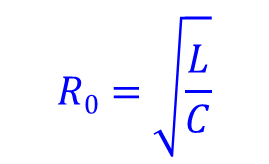 R₀ = √(L/C)